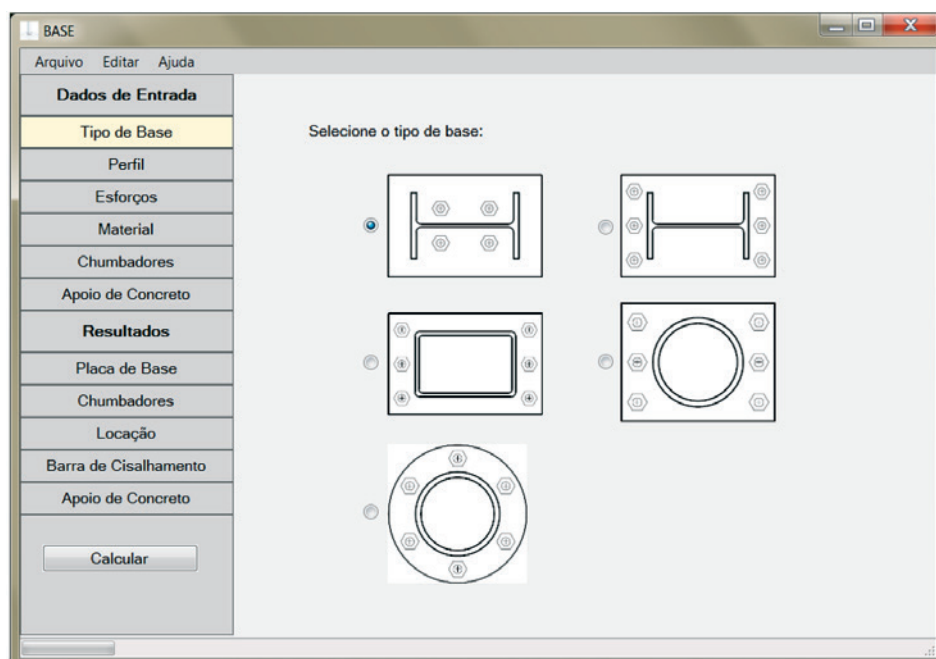 BASE
Arquivo Editar Ajuda
Dados de Entrada
Tipo de Base
Perfil
Esforços
Material
Chumbadores
Apoio de Concreto
Resultados
Placa de Base
Chumbadores
Locação
Barra de Cisalhamento
Apoio de Concreto
Calcular
Selecione o tipo de base: